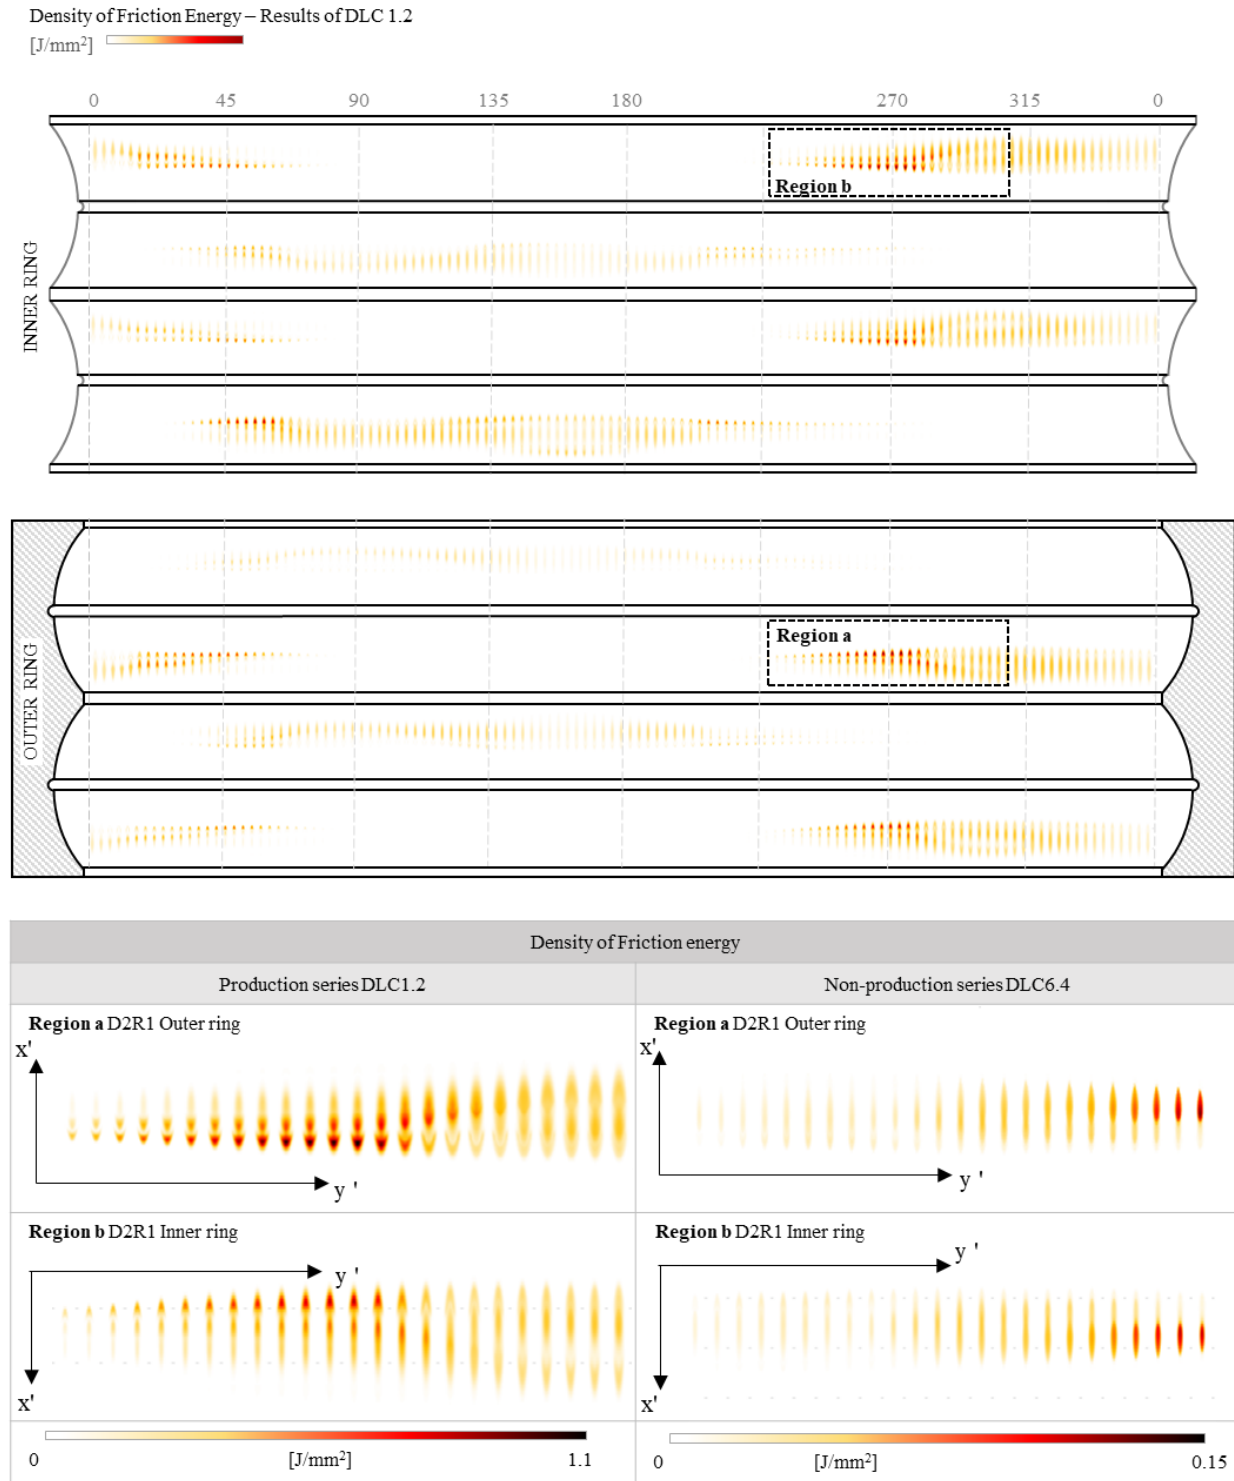 Density of Friction Energy – Results of DLC 1.2
[J/mm²]
0 45 90 135 180 270 315 0
INNER RING
Region b
OUTER RING
Region a
Density of Friction energy
Production series DLC1.2
Non-production series DLC6.4
Region a D2R1 Outer ring
x'
y '
Region a D2R1 Outer ring
x'
y '
Region b D2R1 Inner ring
y '
x'
Region b D2R1 Inner ring
y '
x'
0 [J/mm²] 1.1
0 [J/mm²] 0.15